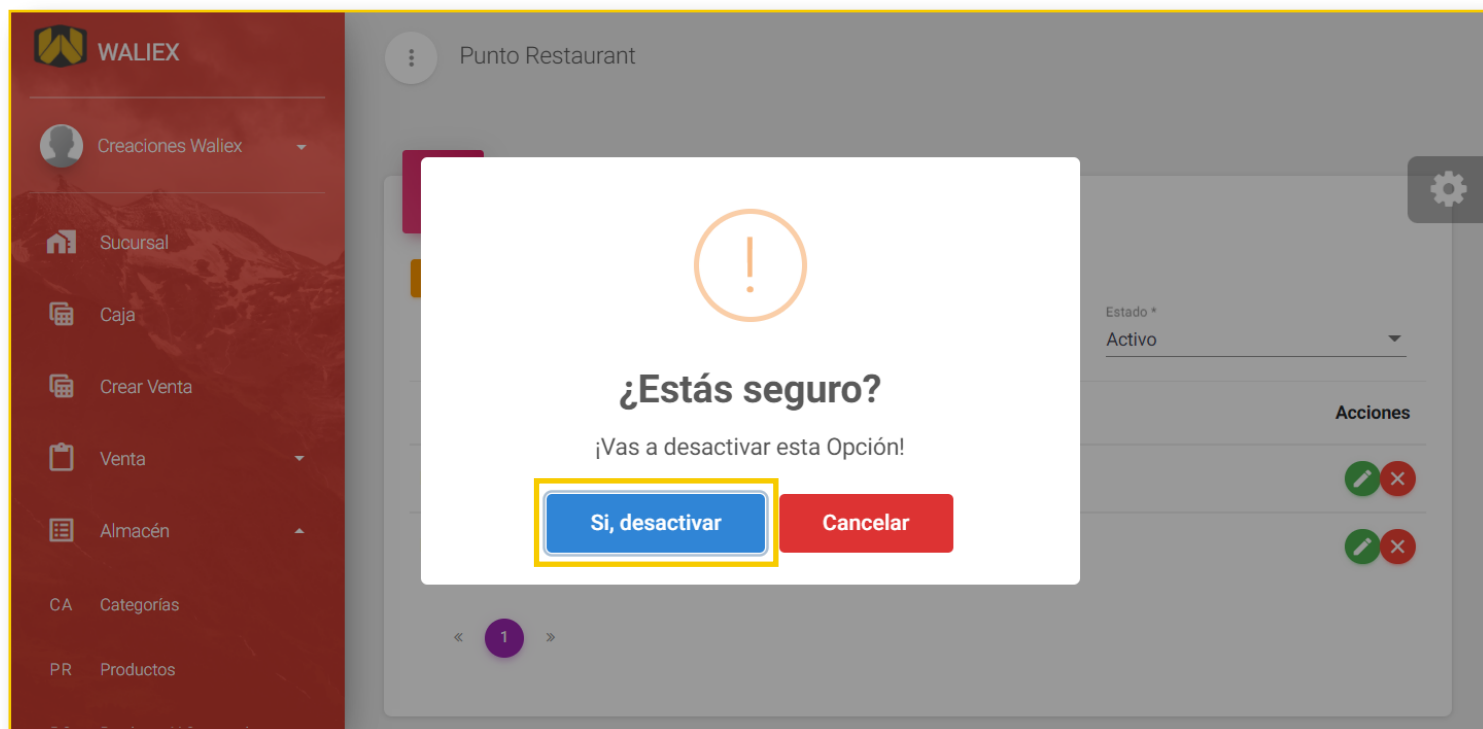 WALIEX
Punto Restaurant
Creaciones Waliex
Sucursal
Caja
Crear Venta
Venta
Almacén
CA Categorías
PR Productos
Estado *
Activo
Acciones
!
¿Estás seguro?
¡Vas a desactivar esta Opción!
Si, desactivar
Cancelar
« 1 »